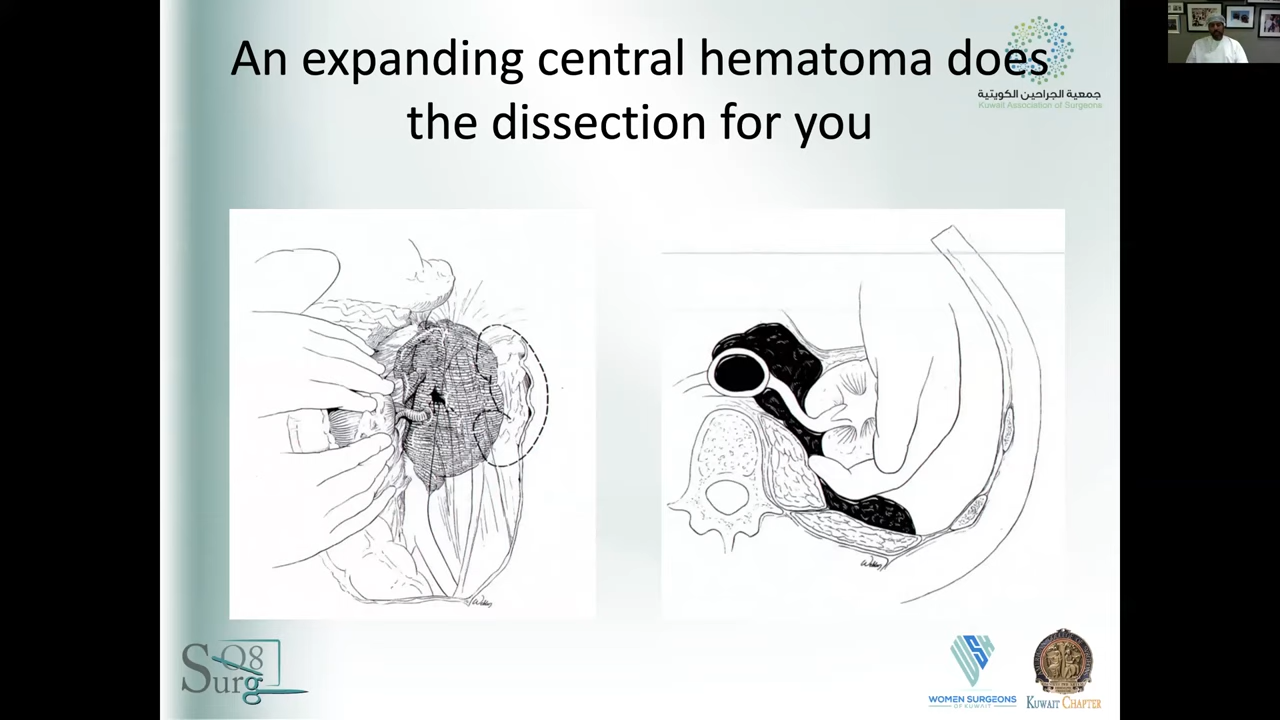 An expanding central hematoma does
the dissection for you
جمعية الجراحين الكويتية
Kuwait Association of Surgeons
Q8
Surg
WOMEN SURGEONS
OF KUWAIT
KUWAIT CHAPTER